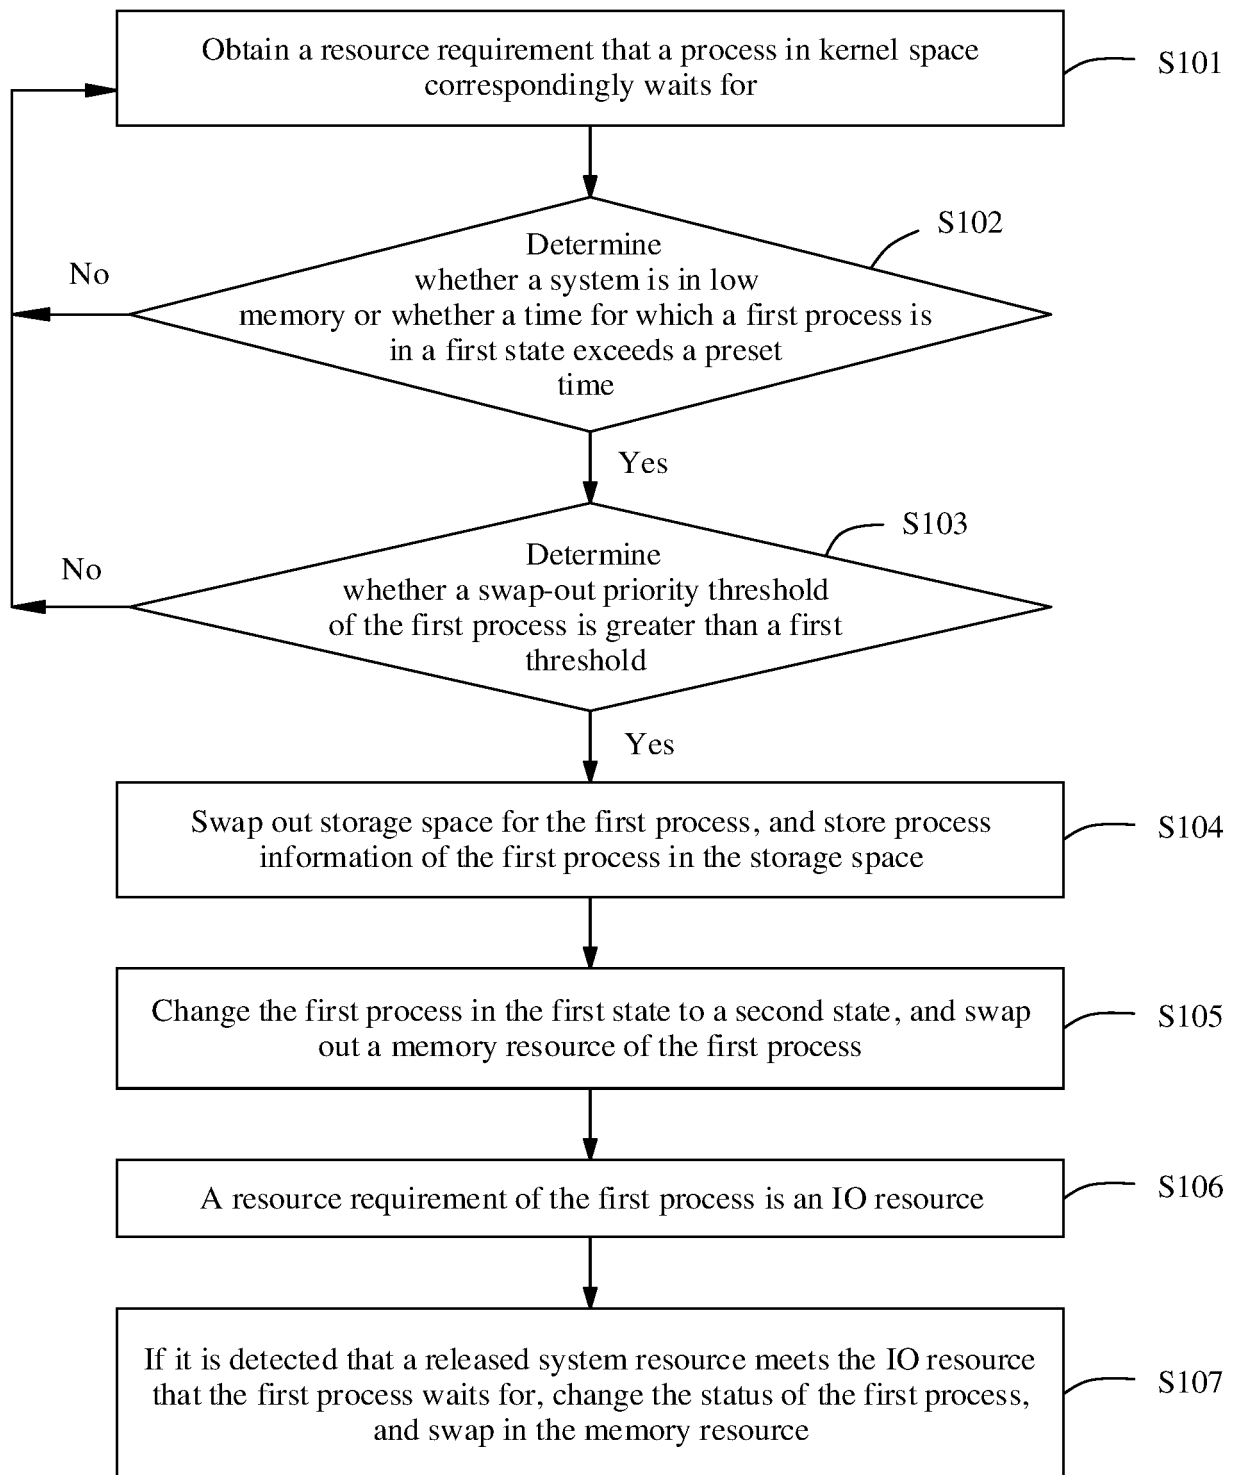 Obtain a resource requirement that a process in kernel space
correspondingly waits for
S101
S102
Determine
whether a system is in low
memory or whether a time for which a first process is
in a first state exceeds a preset
time
No
Yes
S103
Determine
whether a swap-out priority threshold
of the first process is greater than a first
threshold
No
Yes
Swap out storage space for the first process, and store process
information of the first process in the storage space
S104
Change the first process in the first state to a second state, and swap
out a memory resource of the first process
S105
A resource requirement of the first process is an IO resource
S106
If it is detected that a released system resource meets the IO resource
that the first process waits for, change the status of the first process,
and swap in the memory resource
S107